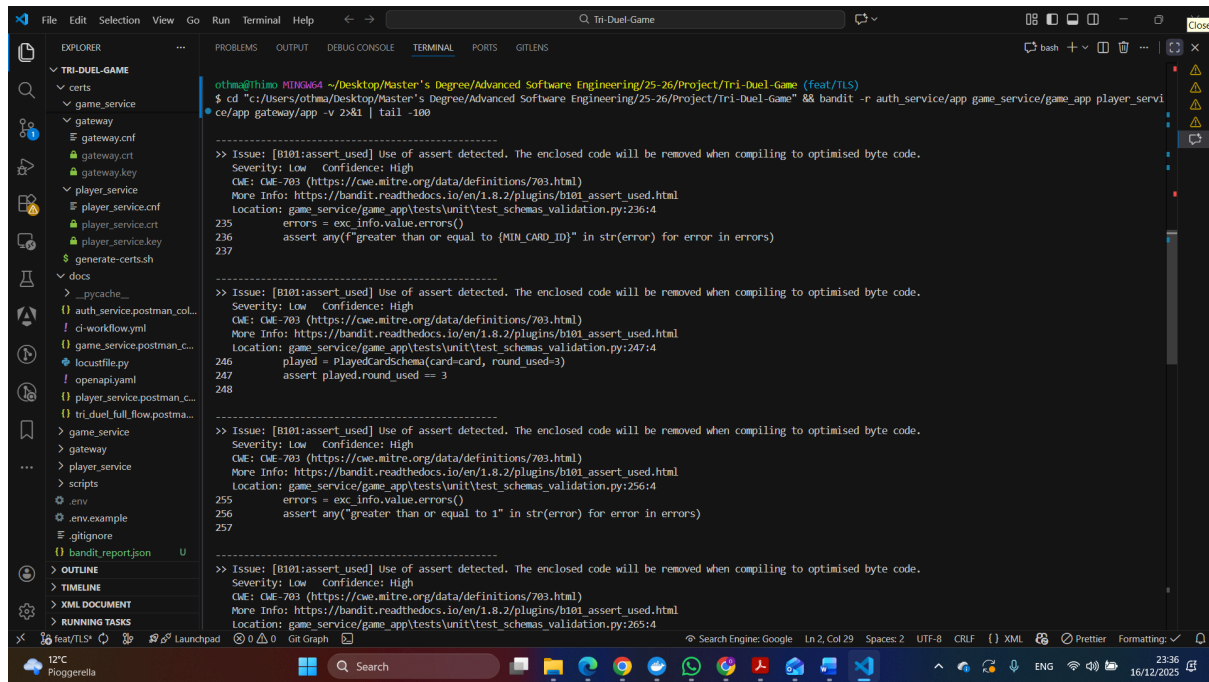 File Edit Selection View Go Run Terminal Help
Tri-Duel-Game
Close
EXPLORER
TRI-DUEL-GAME
certs
game_service
gateway
gateway.cnf
gateway.crt
gateway.key
player_service
player_service.cnf
player_service.crt
player_service.key
$ generate-certs.sh
docs
__pycache__
{} auth_service.postman_col...
! ci-workflow.yml
{} game_service.postman_c...
locustfile.py
! openapi.yaml
{} player_service.postman_c...
{} tri_duel_full_flow.postma...
game_service
gateway
player_service
scripts
.env
.env.example
.gitignore
{} bandit_report.json U
OUTLINE
TIMELINE
XML DOCUMENT
RUNNING TASKS
PROBLEMS OUTPUT DEBUG CONSOLE TERMINAL PORTS GITLENS
bash
othma@Thimo MINGW64 ~/Desktop/Master's Degree/Advanced Software Engineering/25-26/Project/Tri-Duel-Game (feat/TLS)
$ cd "c:/Users/othma/Desktop/Master's Degree/Advanced Software Engineering/25-26/Project/Tri-Duel-Game" && bandit -r auth_service/app game_service/game_app player_servi
ce/app gateway/app -v 2>&1 | tail -100
--------------------------------------------------
>> Issue: [B101:assert_used] Use of assert detected. The enclosed code will be removed when compiling to optimised byte code.
Severity: Low Confidence: High
CWE: CWE-703 (https://cwe.mitre.org/data/definitions/703.html)
More Info: https://bandit.readthedocs.io/en/1.8.2/plugins/b101_assert_used.html
Location: game_service/game_app\tests\unit\test_schemas_validation.py:236:4
235 errors = exc_info.value.errors()
236 assert any(f"greater than or equal to {MIN_CARD_ID}" in str(error) for error in errors)
237
--------------------------------------------------
>> Issue: [B101:assert_used] Use of assert detected. The enclosed code will be removed when compiling to optimised byte code.
Severity: Low Confidence: High
CWE: CWE-703 (https://cwe.mitre.org/data/definitions/703.html)
More Info: https://bandit.readthedocs.io/en/1.8.2/plugins/b101_assert_used.html
Location: game_service/game_app\tests\unit\test_schemas_validation.py:247:4
246 played = PlayedCardSchema(card=card, round_used=3)
247 assert played.round_used == 3
248
--------------------------------------------------
>> Issue: [B101:assert_used] Use of assert detected. The enclosed code will be removed when compiling to optimised byte code.
Severity: Low Confidence: High
CWE: CWE-703 (https://cwe.mitre.org/data/definitions/703.html)
More Info: https://bandit.readthedocs.io/en/1.8.2/plugins/b101_assert_used.html
Location: game_service/game_app\tests\unit\test_schemas_validation.py:256:4
255 errors = exc_info.value.errors()
256 assert any("greater than or equal to 1" in str(error) for error in errors)
257
--------------------------------------------------
>> Issue: [B101:assert_used] Use of assert detected. The enclosed code will be removed when compiling to optimised byte code.
Severity: Low Confidence: High
CWE: CWE-703 (https://cwe.mitre.org/data/definitions/703.html)
More Info: https://bandit.readthedocs.io/en/1.8.2/plugins/b101_assert_used.html
Location: game_service/game_app\tests\unit\test_schemas_validation.py:265:4
feat/TLS* Launchpad 0 0 Git Graph Search Engine: Google Ln 2, Col 29 Spaces: 2 UTF-8 CRLF {} XML Prettier Formatting: ✓
12°C
Pioggerella
Search
ENG
23:36
16/12/2025